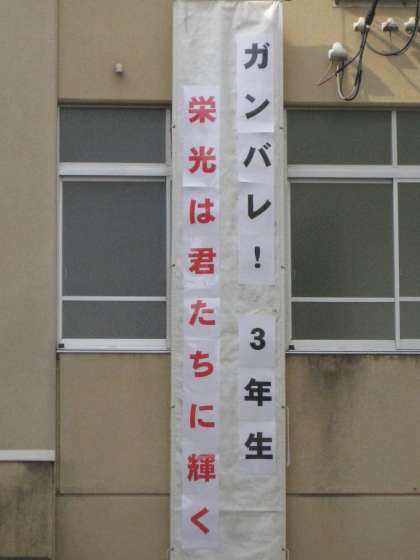 ガンバレ！ 3年生
栄光は君たちに輝く